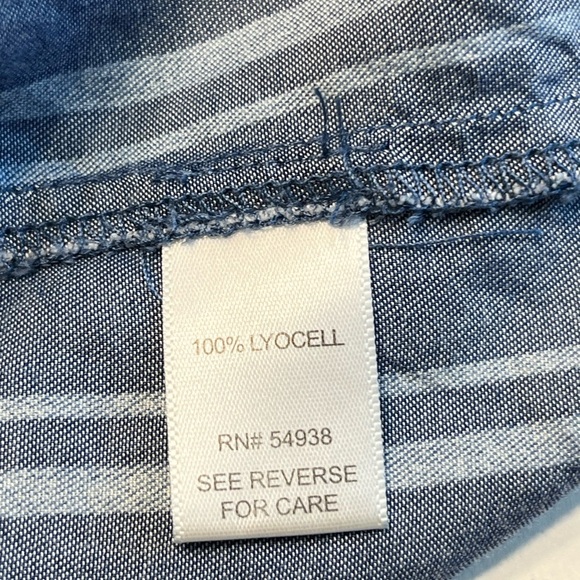 100% LYOCELL
RN# 54938
SEE REVERSE
FOR CARE